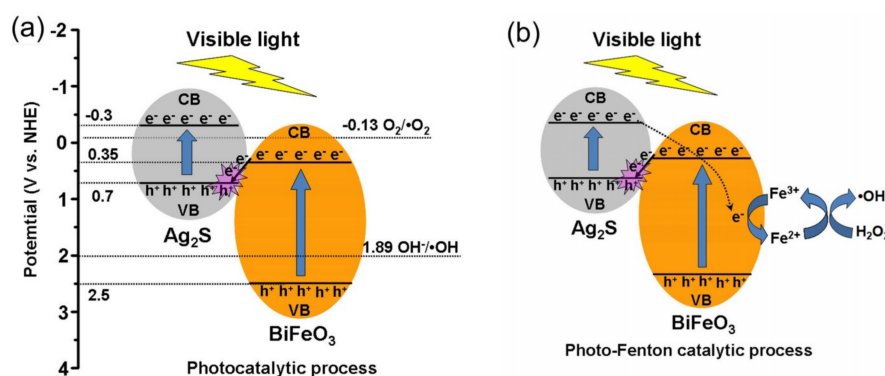 (a)
Visible light
Potemtial (V vs. NHE)
-2
-1
0
1
2
3
4
-0.3
0.35
0.7
2.5
CB
e⁻ e⁻ e⁻ e⁻ e⁻
h⁺ h⁺ h⁺ h⁺ h⁺
VB
Ag₂S
-0.13 O₂/•O₂
CB
e⁻
e⁻
e⁻ e⁻ e⁻ e⁻ e⁻
1.89 OH⁻/•OH
h⁺ h⁺ h⁺ h⁺ h⁺
VB
BiFeO₃
Photocatalytic process
(b)
Visible light
CB
e⁻ e⁻ e⁻ e⁻ e⁻
h⁺ h⁺ h⁺ h⁺ h⁺
VB
Ag₂S
CB
e⁻
e⁻
e⁻ e⁻ e⁻ e⁻ e⁻
e⁻
Fe³⁺
Fe²⁺
•OH
H₂O₂
h⁺ h⁺ h⁺ h⁺ h⁺
VB
BiFeO₃
Photo-Fenton catalytic process